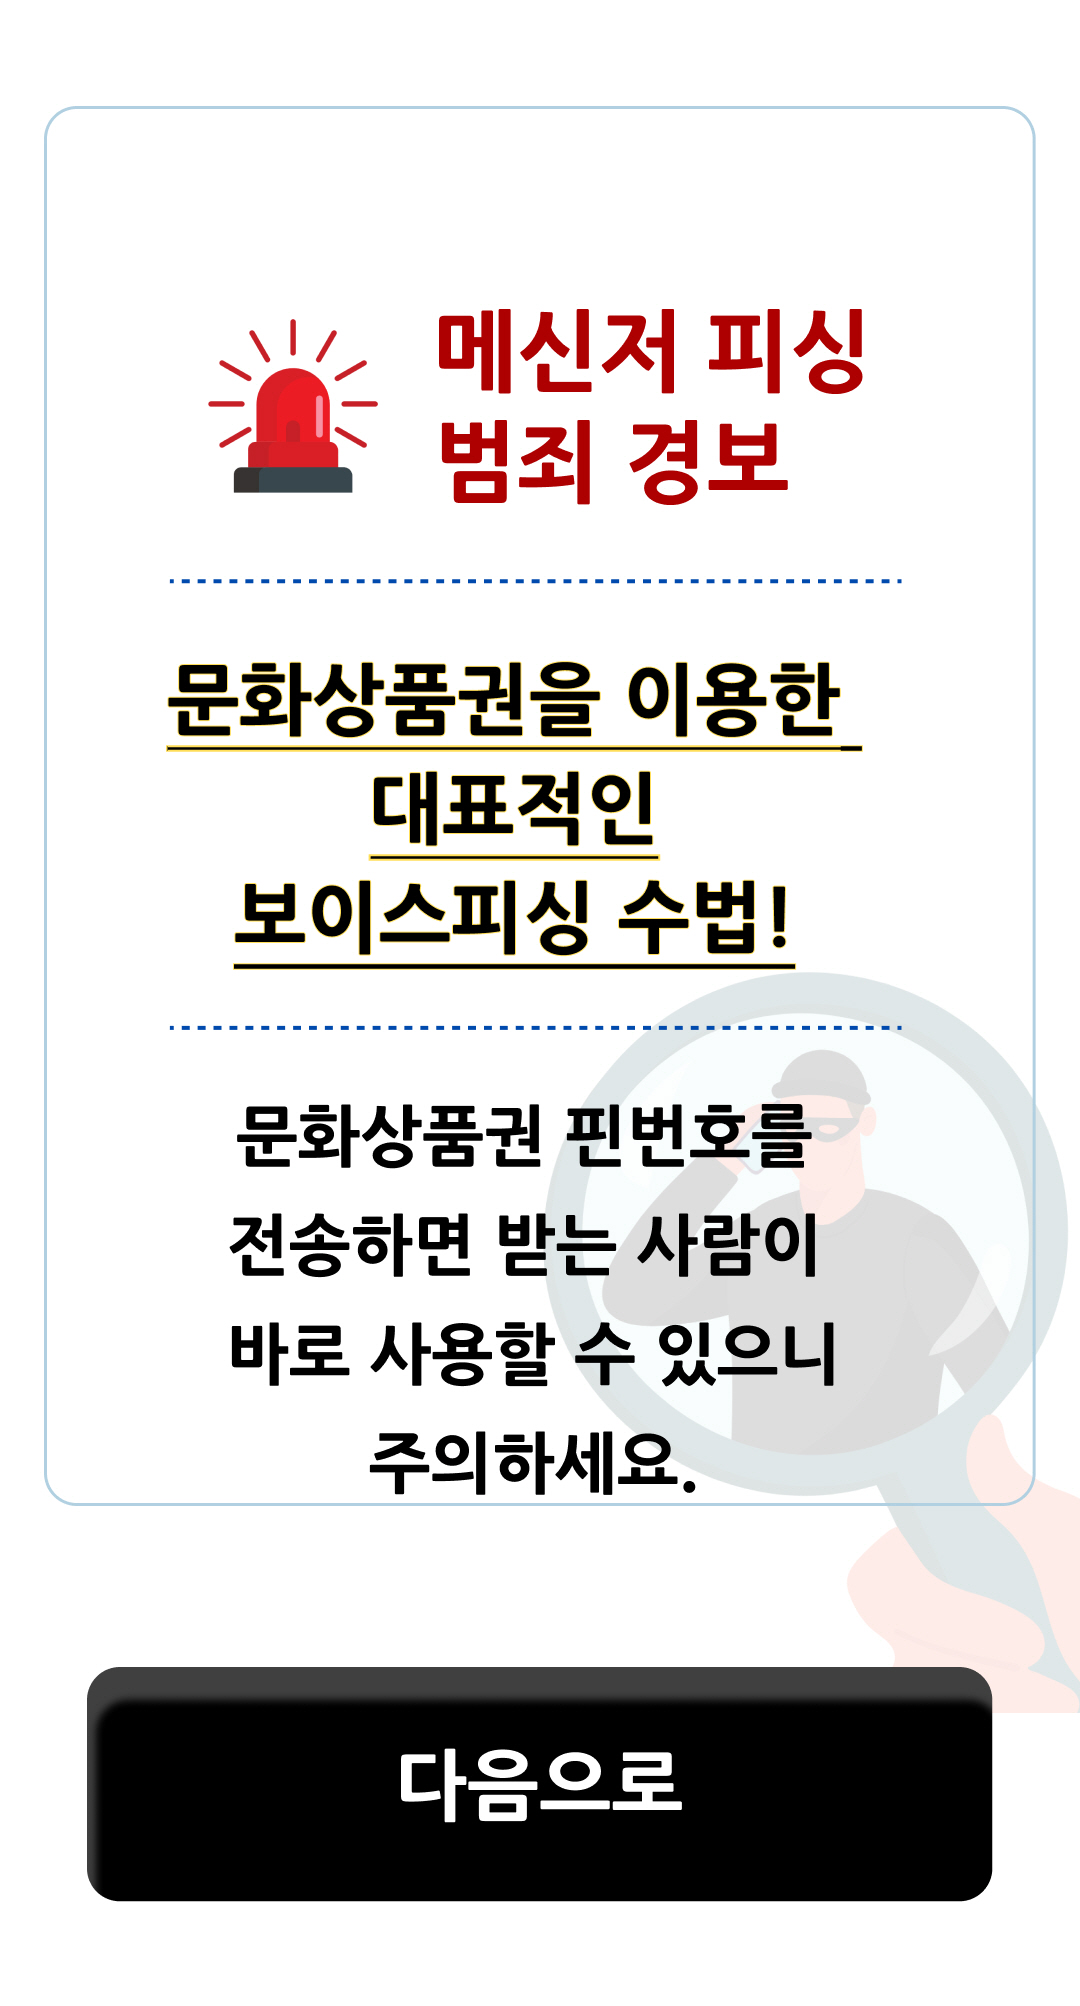 메신저 피싱
범죄 경보
문화상품권을 이용한
대표적인
보이스피싱 수법!
문화상품권 핀번호를
전송하면 받는 사람이
바로 사용할 수 있으니
주의하세요.
다음으로